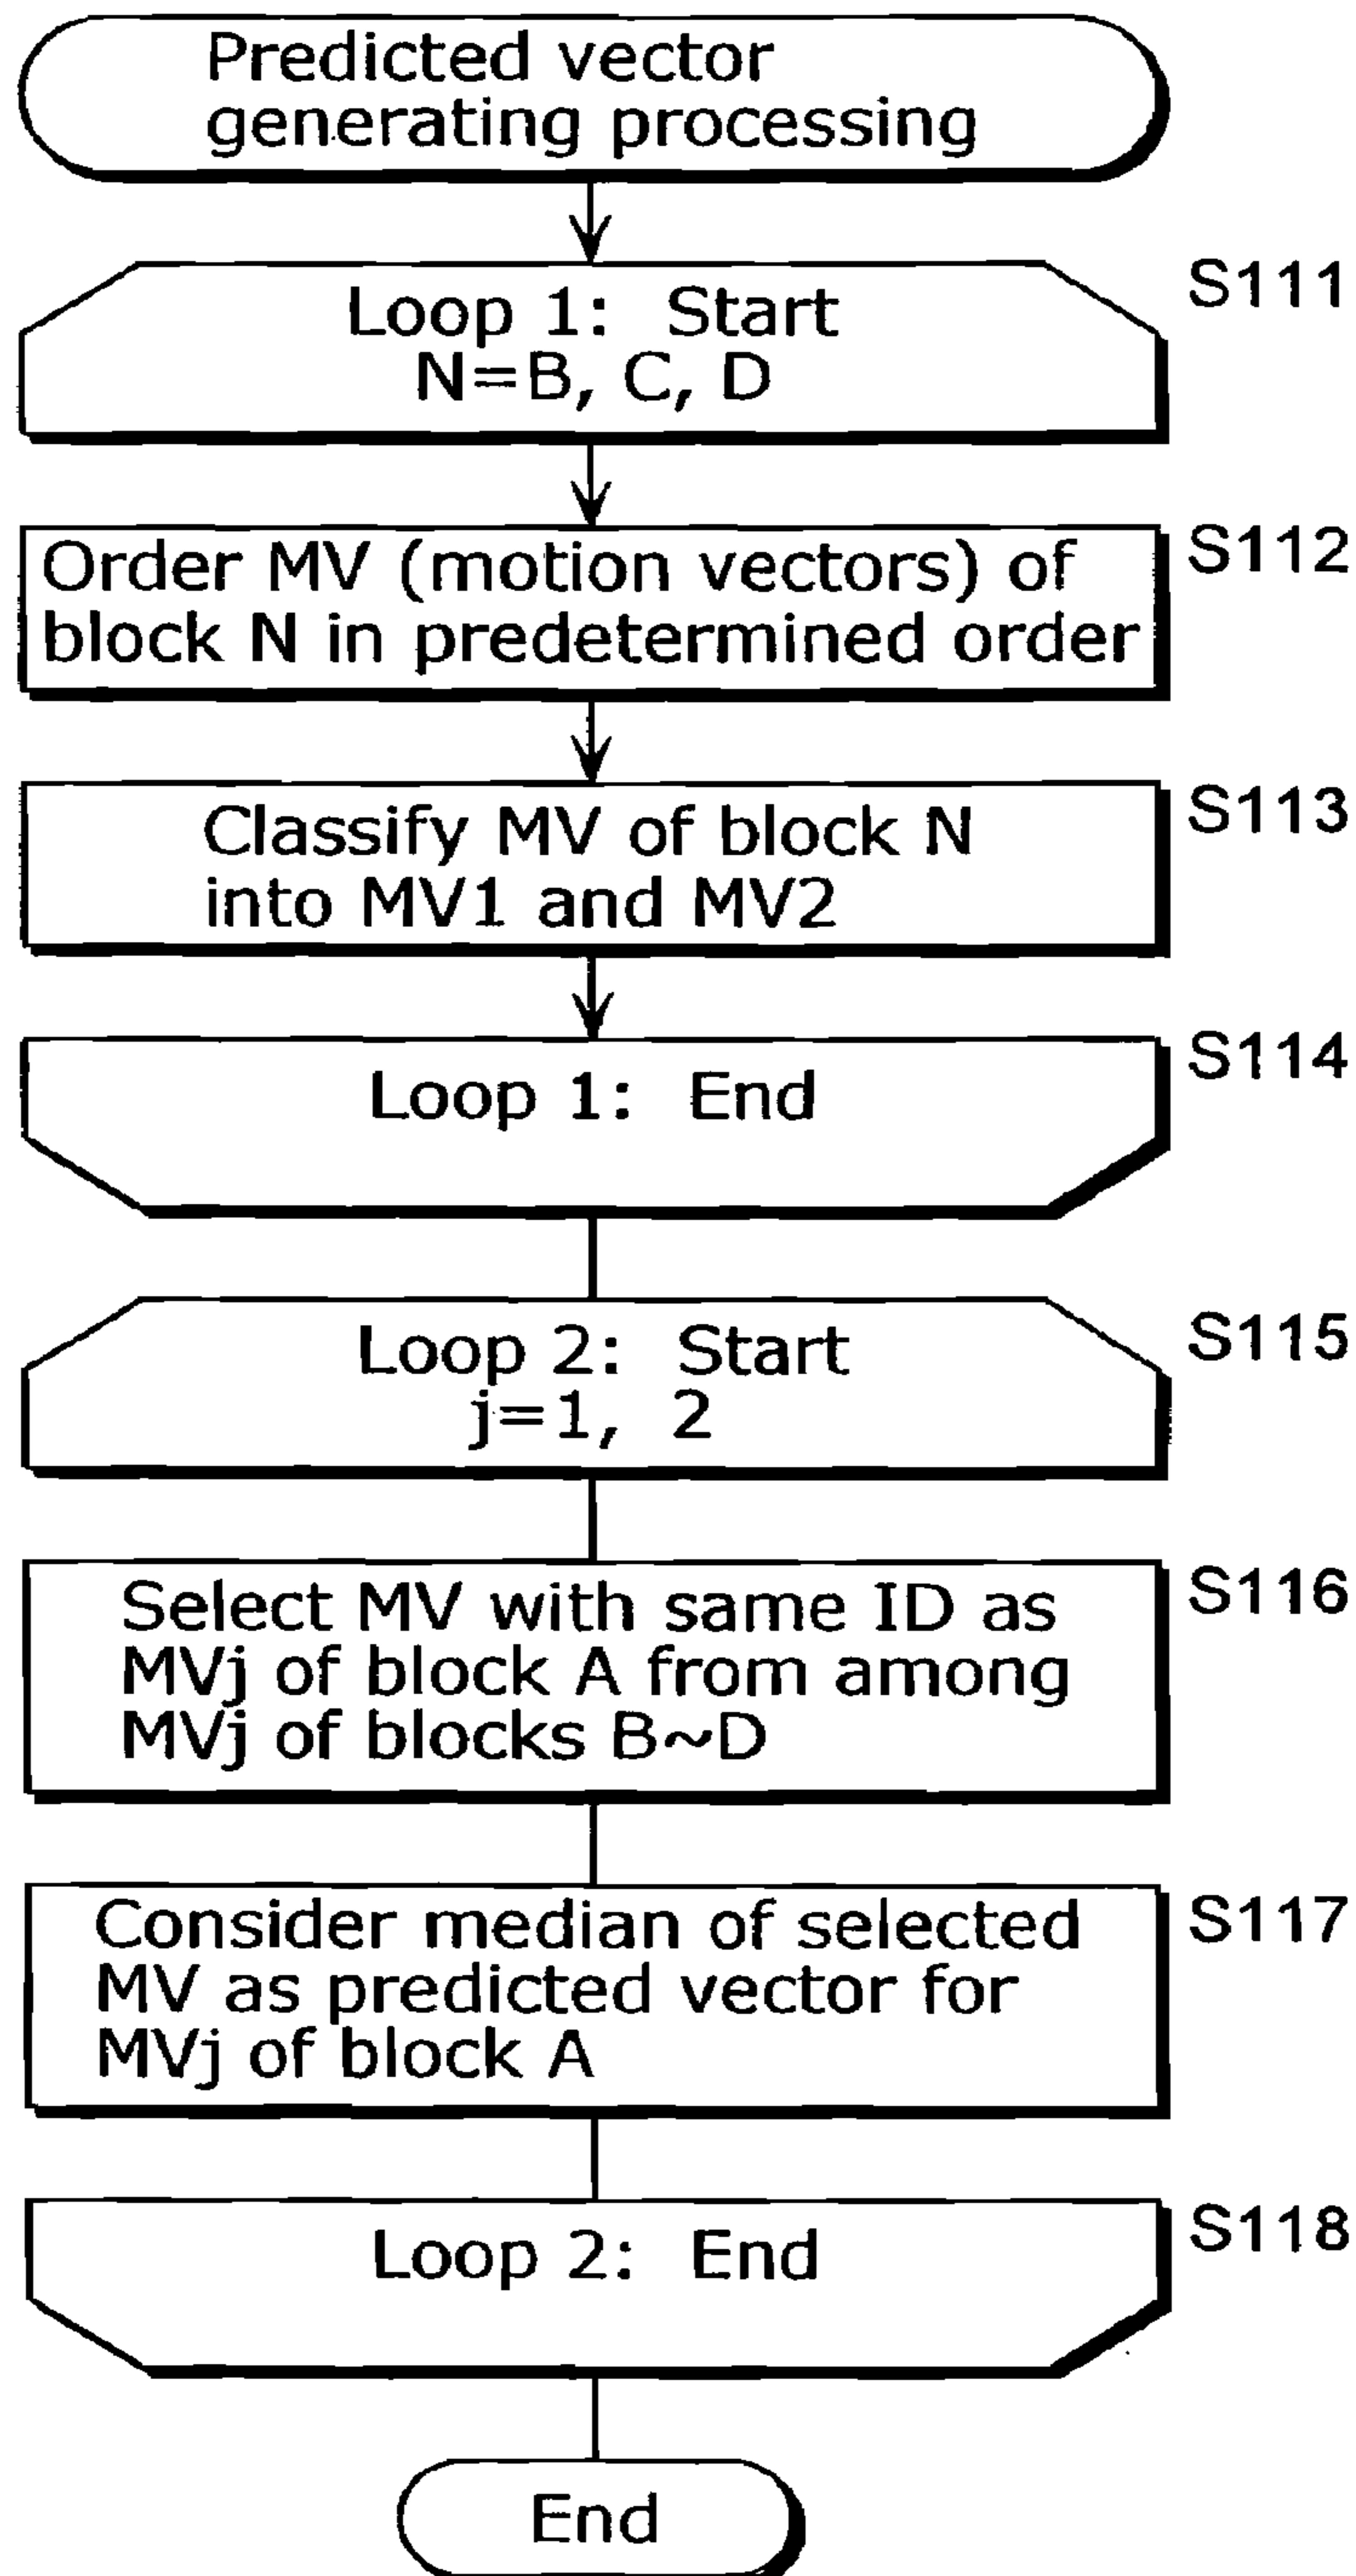 Predicted vector
generating processing
Loop 1: Start
N=B, C, D
S111
Order MV (motion vectors) of
block N in predetermined order
S112
Classify MV of block N
into MV1 and MV2
S113
Loop 1: End
S114
Loop 2: Start
j=1, 2
S115
Select MV with same ID as
MVj of block A from among
MVj of blocks B~D
S116
Consider median of selected
MV as predicted vector for
MVj of block A
S117
Loop 2: End
S118
End